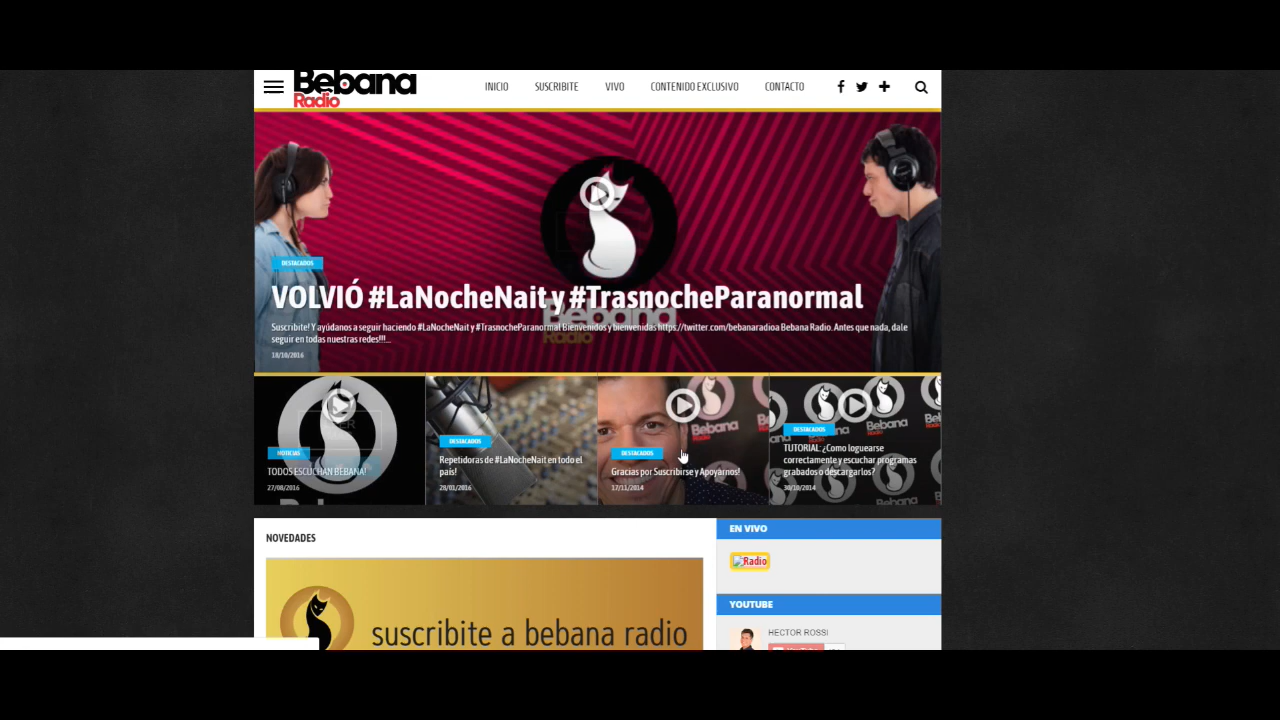 Bebana
Radio
INICIO
SUSCRIBITE
VIVO
CONTENIDO EXCLUSIVO
CONTACTO
DESTACADOS
VOLVIÓ #LaNocheNait y #TrasnocheParanormal
Suscribite! Y ayúdanos a seguir haciendo #LaNocheNait y #TrasnocheParanormal Bienvenidos y bienvenidas https://twitter.com/bebanaradioa Bebana Radio. Antes que nada, dale
seguir en todas nuestras redes!!!...
18/10/2016
Bebana
Radio
NOTICIAS
TODOS ESCUCHAN BEBANA!
27/08/2016
DESTACADOS
Repetidoras de #LaNocheNait en todo el
país!
28/01/2016
Bebana
Radio
DESTACADOS
Gracias por Suscribirse y Apoyarnos!
17/11/2014
DESTACADOS
TUTORIAL: ¿Como loguearse
correctamente y escuchar programas
grabados o descargarlos?
30/10/2014
NOVEDADES
suscribite a bebana radio
EN VIVO
Radio
YOUTUBE
HECTOR ROSSI